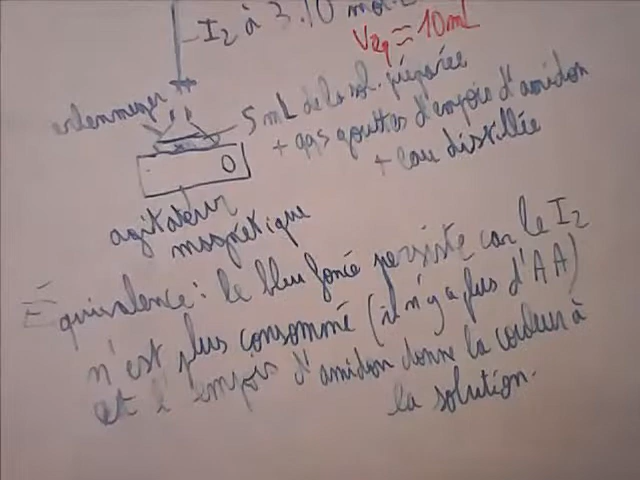 I2 à 3.10 mol.
Veq ≈ 10mL
erlenmeyer
5 mL de la sol. préparée
+ qqs gouttes d'empois d'amidon
+ eau distillée
agitateur
magnétique
Équivalence : le bleu foncé persiste car le I2
n'est plus consommé (il n'y a plus d'AA)
et l'empois d'amidon donne la couleur à
la solution.